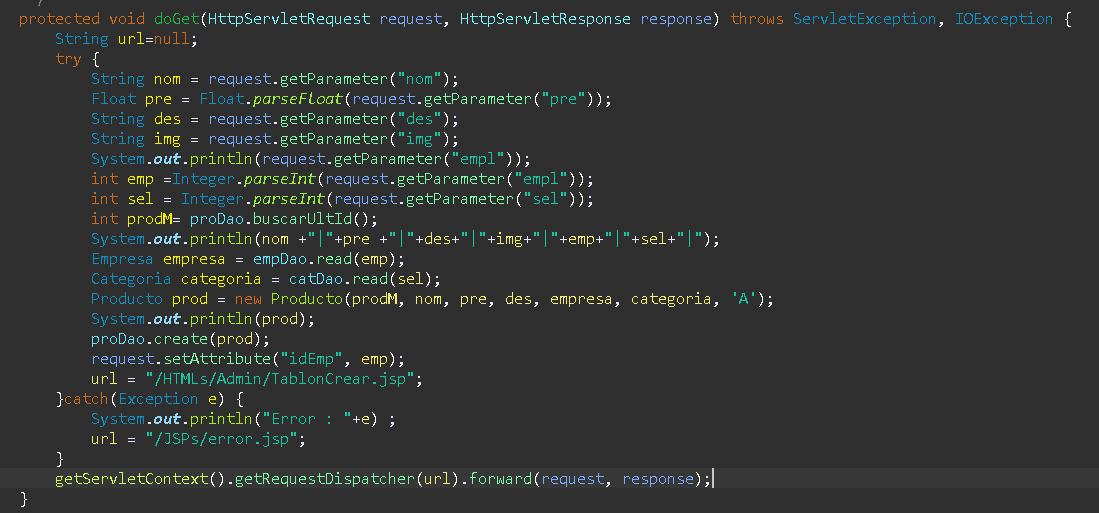 protected void doGet(HttpServletRequest request, HttpServletResponse response) throws ServletException, IOException {
String url=null;
try {
String nom = request.getParameter("nom");
Float pre = Float.parseFloat(request.getParameter("pre"));
String des = request.getParameter("des");
String img = request.getParameter("img");
System.out.println(request.getParameter("empl"));
int emp =Integer.parseInt(request.getParameter("empl"));
int sel = Integer.parseInt(request.getParameter("sel"));
int prodM= proDao.buscarUltId();
System.out.println(nom +"|"+pre +"|"+des+"|"+img+"|"+emp+"|"+sel+"|");
Empresa empresa = empDao.read(emp);
Categoria categoria = catDao.read(sel);
Producto prod = new Producto(prodM, nom, pre, des, empresa, categoria, 'A');
System.out.println(prod);
proDao.create(prod);
request.setAttribute("idEmp", emp);
url = "/HTMLs/Admin/TablonCrear.jsp";
}catch(Exception e) {
System.out.println("Error : "+e) ;
url = "/JSPs/error.jsp";
}
getServletContext().getRequestDispatcher(url).forward(request, response);
}